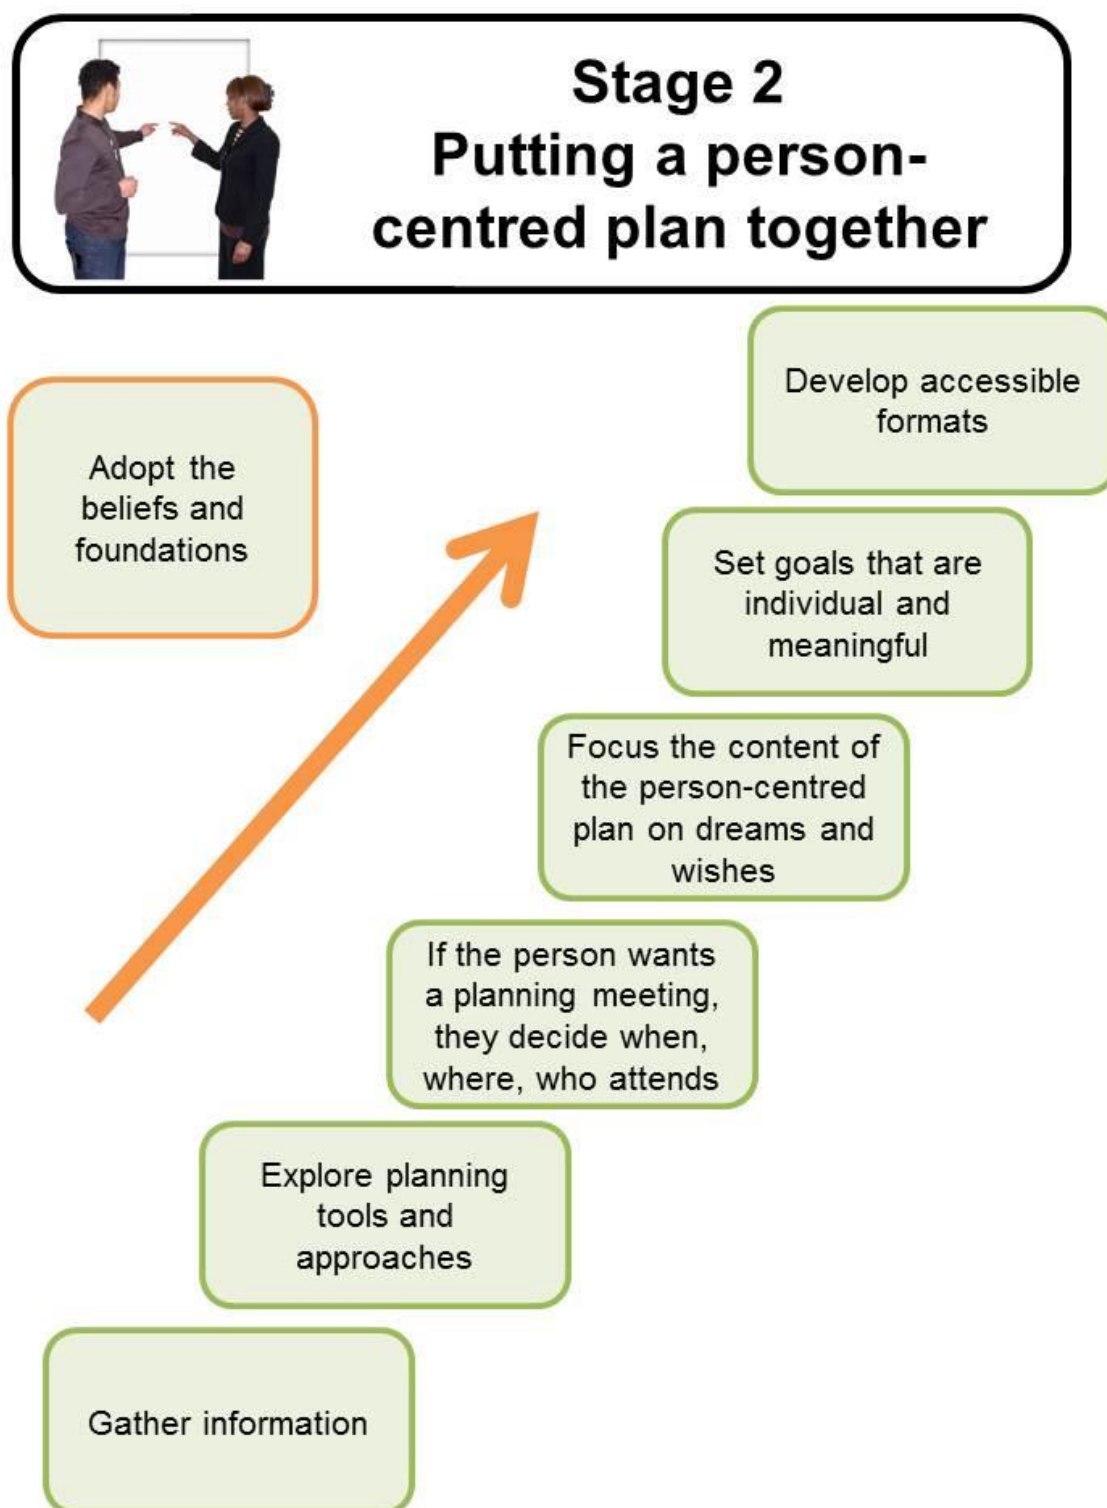 Stage 2
Putting a person-
centred plan together
Develop accessible
formats
Adopt the
beliefs and
foundations
Set goals that are
individual and
meaningful
Focus the content of
the person-centred
plan on dreams and
wishes
If the person wants
a planning meeting,
they decide when,
where, who attends
Explore planning
tools and
approaches
Gather information